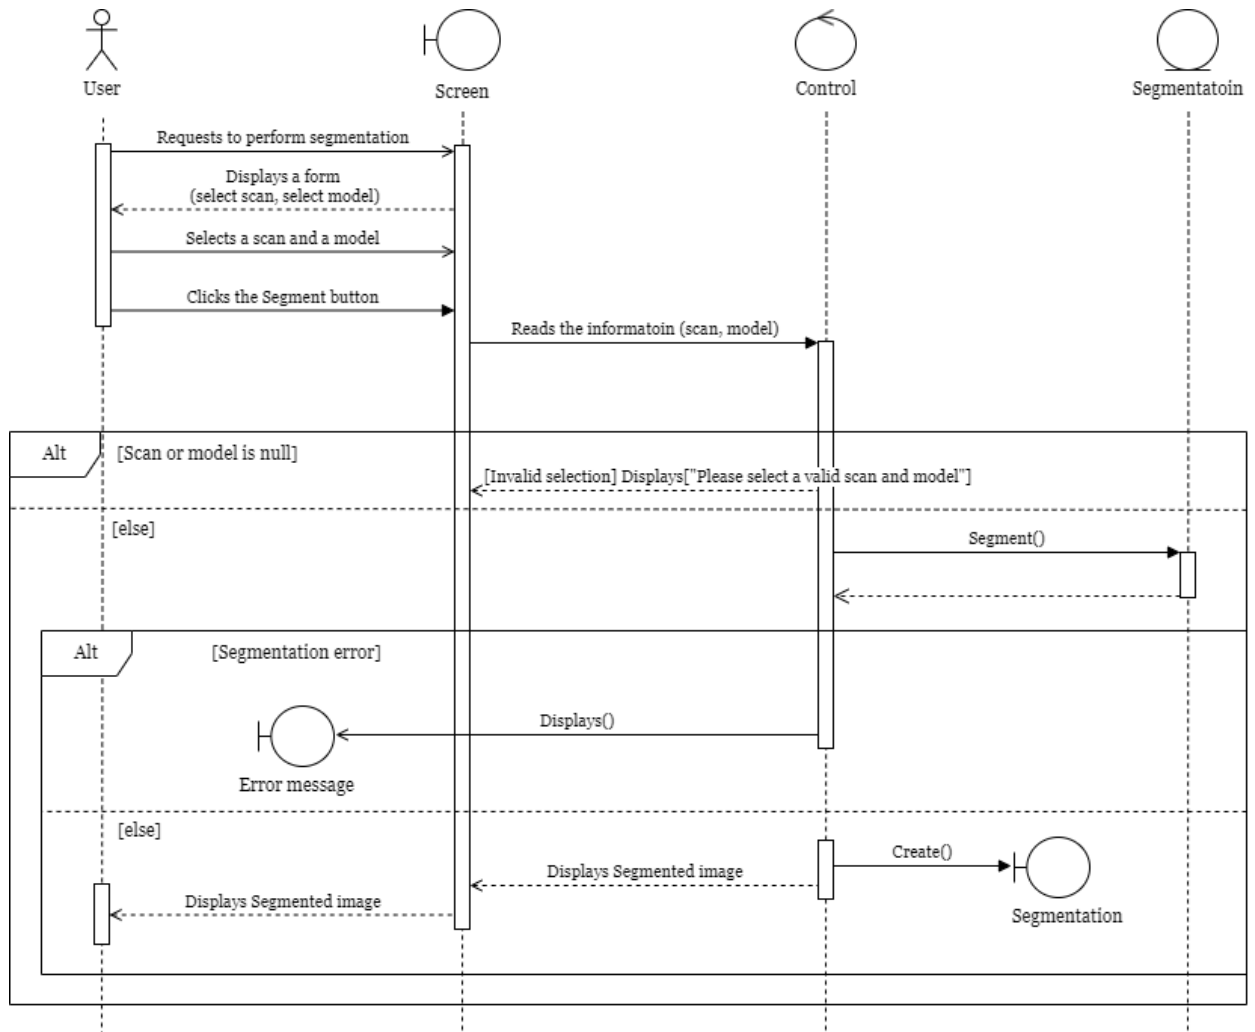 User
Screen
Control
Segmentatoin
Requests to perform segmentation
Displays a form
(select scan, select model)
Selects a scan and a model
Clicks the Segment button
Reads the informatoin (scan, model)
Alt
[Scan or model is null]
[Invalid selection] Displays["Please select a valid scan and model"]
[else]
Segment()
Alt
[Segmentation error]
Displays()
Error message
[else]
Create()
Displays Segmented image
Displays Segmented image
Segmentation